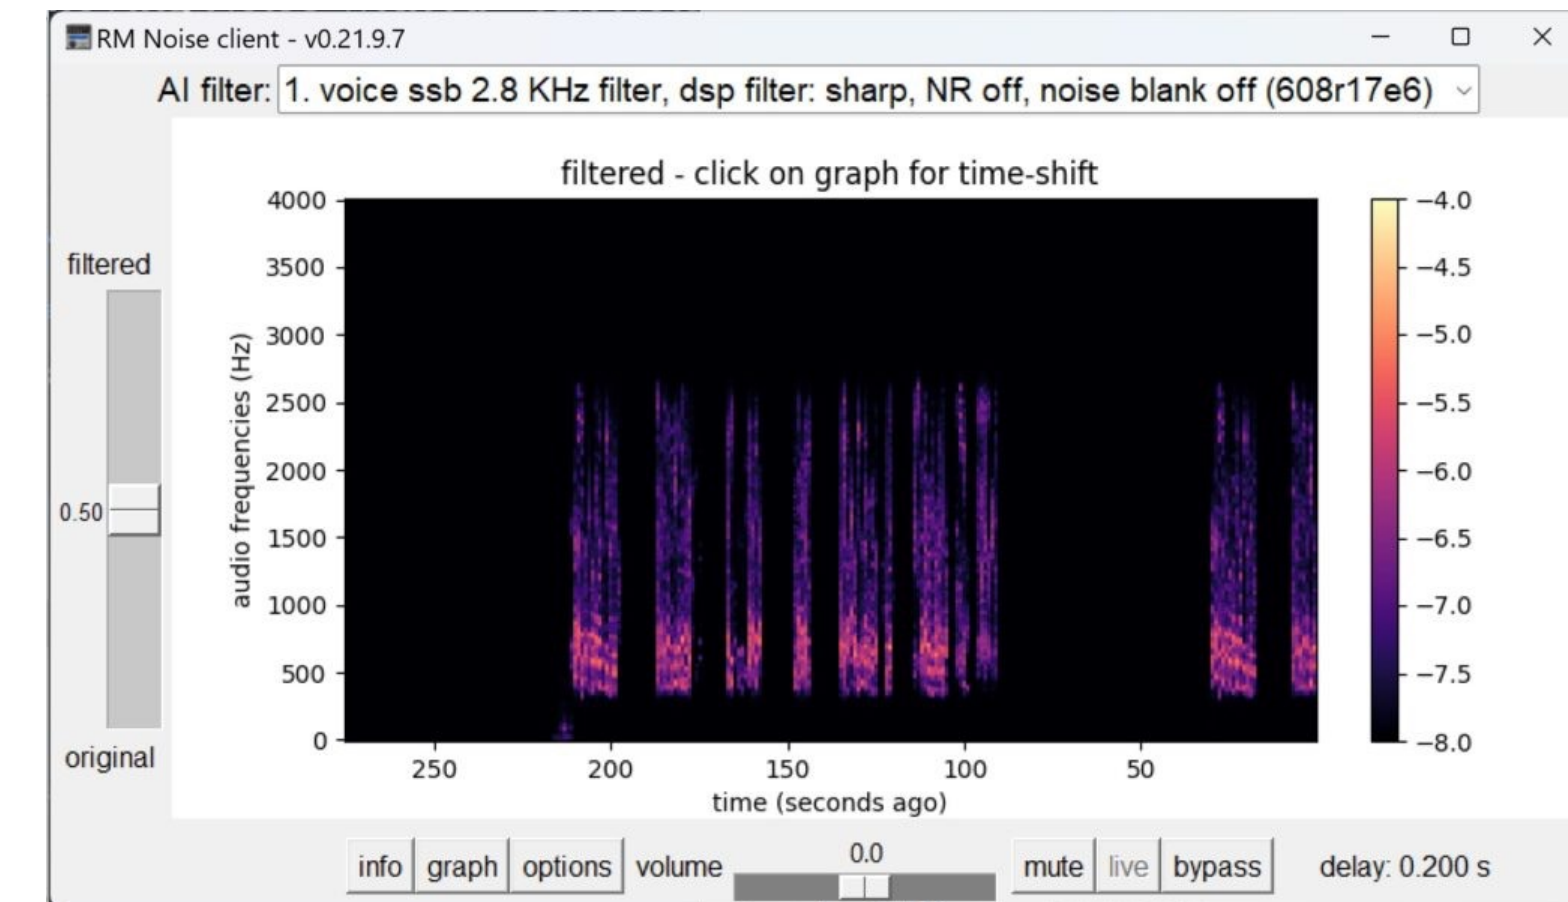 RM Noise client - v0.21.9.7
AI filter: 1. voice ssb 2.8 KHz filter, dsp filter: sharp, NR off, noise blank off (608r17e6)
filtered - click on graph for time-shift
filtered
0.50
original
audio frequencies (Hz)
4000
3500
3000
2500
2000
1500
1000
500
0
250 200 150 100 50
time (seconds ago)
−4.0
−4.5
−5.0
−5.5
−6.0
−6.5
−7.0
−7.5
−8.0
info graph options volume 0.0 mute live bypass delay: 0.200 s